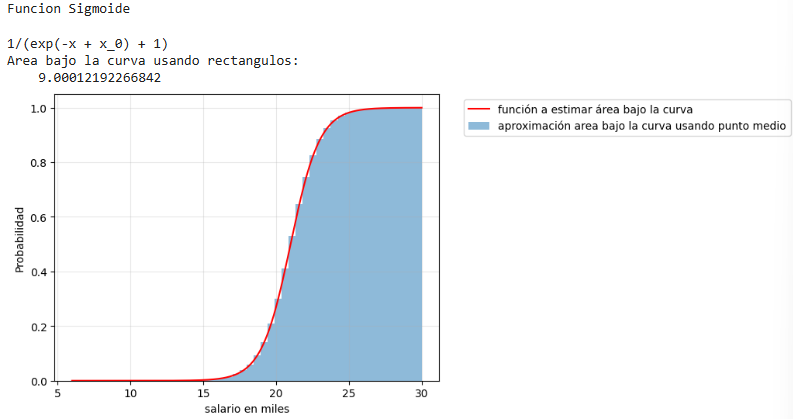 Funcion Sigmoide
1/(exp(-x + x_0) + 1)
Area bajo la curva usando rectangulos:
9.00012192266842
función a estimar área bajo la curva
aproximación area bajo la curva usando punto medio
1.0
0.8
0.6
0.4
0.2
0.0
Probabilidad
5 10 15 20 25 30
salario en miles